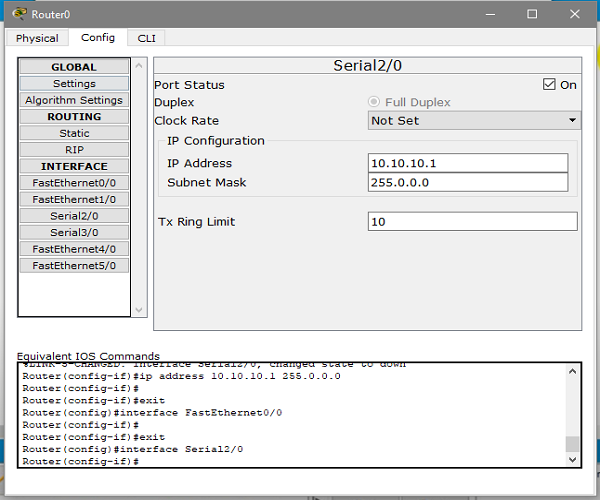 Router0
Physical Config CLI
GLOBAL
Settings
Algorithm Settings
ROUTING
Static
RIP
INTERFACE
FastEthernet0/0
FastEthernet1/0
Serial2/0
Serial3/0
FastEthernet4/0
FastEthernet5/0
Serial2/0
Port Status On
Duplex Full Duplex
Clock Rate Not Set
IP Configuration
IP Address 10.10.10.1
Subnet Mask 255.0.0.0
Tx Ring Limit 10
Equivalent IOS Commands
%LINK-5-CHANGED: Interface Serial2/0, changed state to down
Router(config-if)#ip address 10.10.10.1 255.0.0.0
Router(config-if)#
Router(config-if)#exit
Router(config)#interface FastEthernet0/0
Router(config-if)#
Router(config-if)#exit
Router(config)#interface Serial2/0
Router(config-if)#